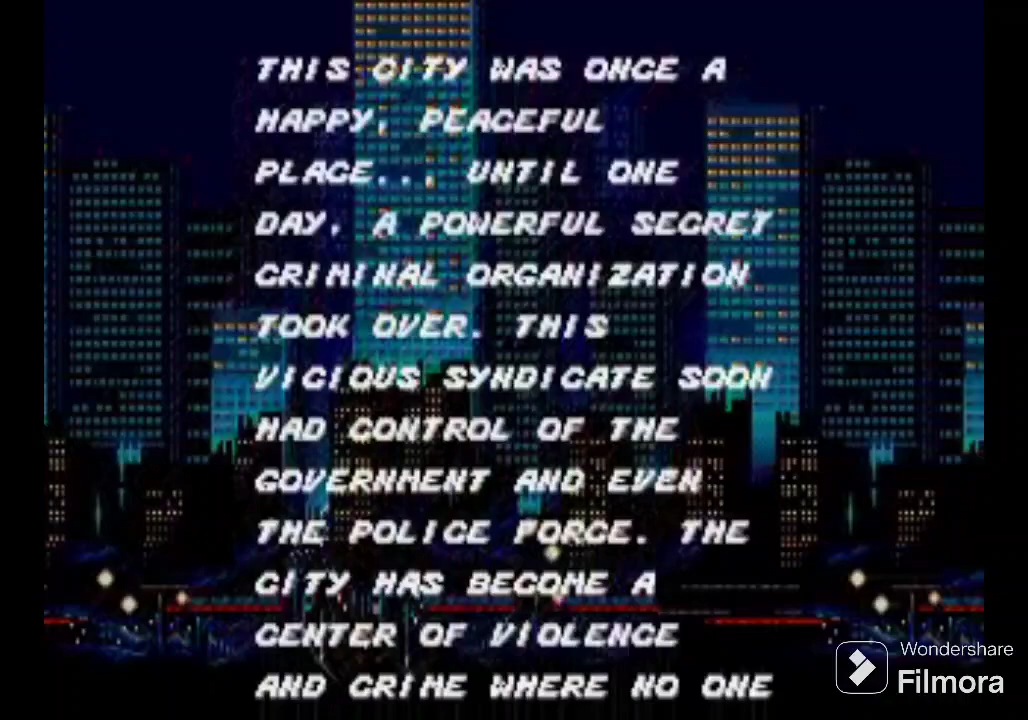 THIS CITY WAS ONCE A
HAPPY, PEACEFUL
PLACE... UNTIL ONE
DAY, A POWERFUL SECRET
CRIMINAL ORGANIZATION
TOOK OVER. THIS
VICIOUS SYNDICATE SOON
HAD CONTROL OF THE
GOVERNMENT AND EVEN
THE POLICE FORCE. THE
CITY HAS BECOME A
CENTER OF VIOLENCE
AND CRIME WHERE NO ONE
Wondershare
Filmora